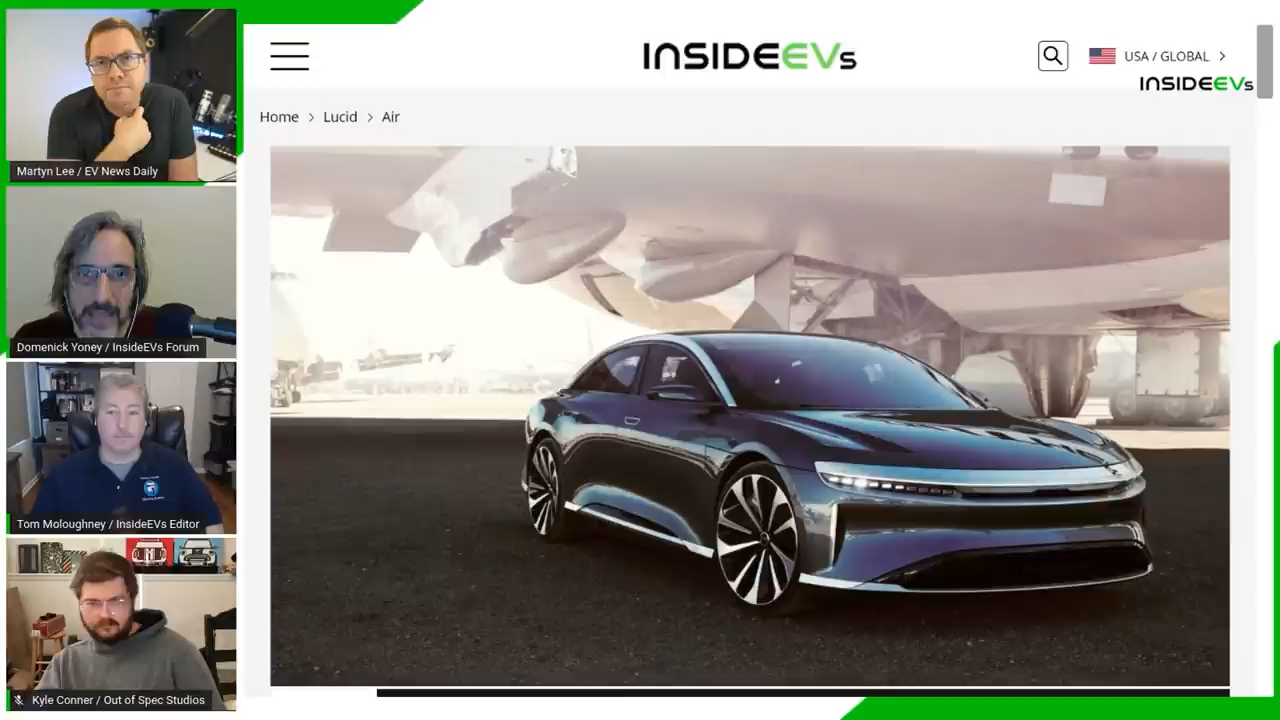 Martyn Lee / EV News Daily
Domenick Yoney / InsideEVs Forum
Tom Moloughney / InsideEVs Editor
Kyle Conner / Out of Spec Studios
INSIDEEVs
USA / GLOBAL
INSIDEEVs
Home > Lucid > Air